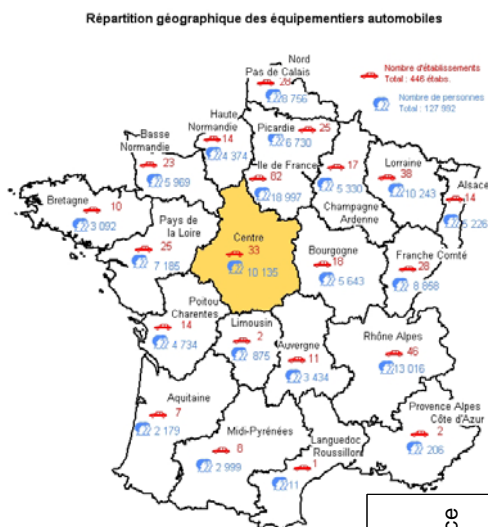 Répartition géographique des équipementiers automobiles
Nombre d'établissements
Total : 446 étabs.
Nombre de personnes
Total : 127 992
Nord
Pas de Calais
28
8 756
Haute
Normandie
14
4 374
Picardie
25
6 730
Basse
Normandie
23
5 969
Ile de France
82
18 997
17
5 330
Champagne
Ardenne
Lorraine
38
10 243
Alsace
14
5 226
Bretagne
10
3 092
Pays de
la Loire
25
7 185
Centre
33
10 135
Bourgogne
18
5 643
Franche Comté
28
8 858
Poitou
Charentes
14
4 734
Limousin
2
875
Auvergne
11
3 434
Rhône Alpes
46
13 016
Aquitaine
7
2 179
Midi-Pyrénées
8
2 999
Languedoc
Roussillon
1
11
Provence Alpes
Côte d'Azur
2
206
ce